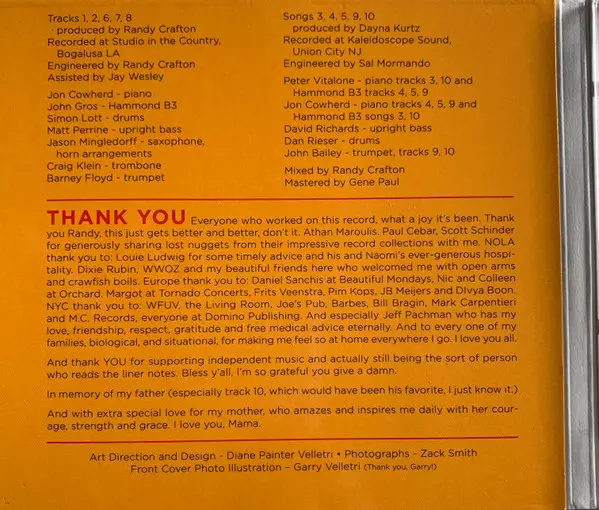 Tracks 1, 2, 6, 7, 8
produced by Randy Crafton
Recorded at Studio in the Country,
Bogalusa LA
Engineered by Randy Crafton
Assisted by Jay Wesley
Jon Cowherd - piano
John Gros - Hammond B3
Simon Lott - drums
Matt Perrine - upright bass
Jason Mingledorff - saxophone,
horn arrangements
Craig Klein - trombone
Barney Floyd - trumpet
Songs 3, 4, 5, 9, 10
produced by Dayna Kurtz
Recorded at Kaleidoscope Sound,
Union City NJ
Engineered by Sal Mormando
Peter Vitalone - piano tracks 3, 10 and
Hammond B3 tracks 4, 5, 9
Jon Cowherd - piano tracks 4, 5, 9 and
Hammond B3 songs 3, 10
David Richards - upright bass
Dan Rieser - drums
John Bailey - trumpet, tracks 9, 10
Mixed by Randy Crafton
Mastered by Gene Paul
THANK YOU Everyone who worked on this record, what a joy it's been. Thank
you Randy, this just gets better and better, don't it. Athan Maroulis. Paul Cebar, Scott Schinder
for generously sharing lost nuggets from their impressive record collections with me. NOLA
thank you to: Louie Ludwig for some timely advice and his and Naomi's ever-generous hospi-
tality. Dixie Rubin, WWOZ and my beautiful friends here who welcomed me with open arms
and crawfish boils. Europe thank you to: Daniel Sanchis at Beautiful Mondays, Nic and Colleen
at Orchard. Margot at Tornado Concerts, Frits Veenstra, Pim Kops, JB Meijers and Divya Boon.
NYC thank you to: WFUV, the Living Room, Joe's Pub, Barbes, Bill Bragin, Mark Carpentieri
and M.C. Records, everyone at Domino Publishing. And especially Jeff Pachman who has my
love, friendship, respect, gratitude and free medical advice eternally. And to every one of my
families, biological, and situational, for making me feel so at home everywhere I go. I love you all.
And thank YOU for supporting independent music and actually still being the sort of person
who reads the liner notes. Bless y'all, I'm so grateful you give a damn.
In memory of my father (especially track 10, which would have been his favorite, I just know it.)
And with extra special love for my mother, who amazes and inspires me daily with her cour-
age, strength and grace. I love you, Mama.
Art Direction and Design - Diane Painter Velletri • Photographs - Zack Smith
Front Cover Photo Illustration – Garry Velletri (Thank you, Garry!)